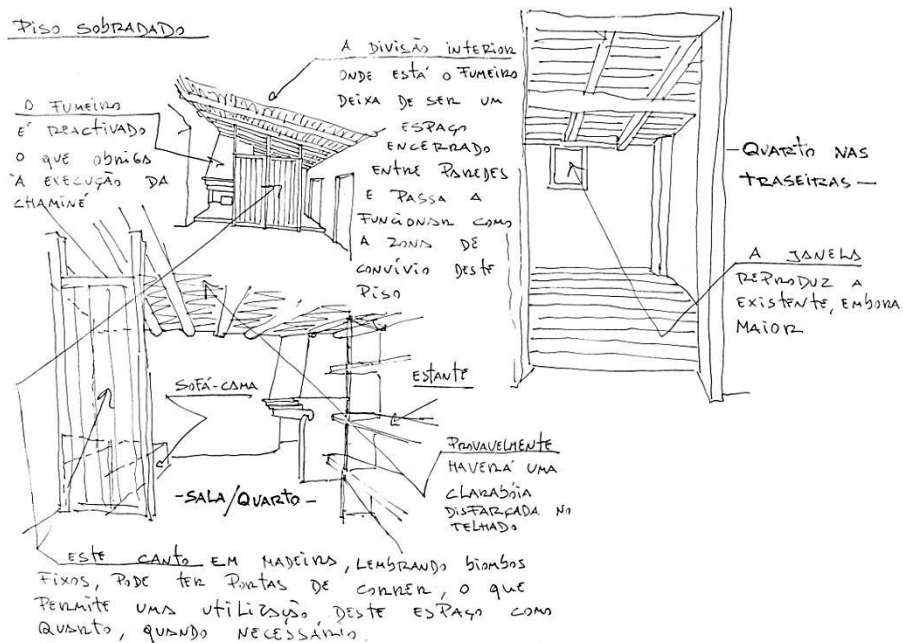 PISO SOBRADADO
O FUMEIRO
É REACTIVADO
O QUE OBRIGA
À EXECUÇÃO DA
CHAMINÉ
A DIVISÃO INTERIOR
ONDE ESTÁ O FUMEIRO
DEIXA DE SER UM
ESPAÇO
ENCERRADO
ENTRE PAREDES
E PASSA A
FUNCIONAR COMO
A ZONA DE
CONVÍVIO DESTE
PISO
-QUARTO NAS
TRASEIRAS-
A JANELA
REPRODUZ A
EXISTENTE, EMBORA
MAIOR
SOFÁ-CAMA
ESTANTE
-SALA/QUARTO-
PROVAVELMENTE
HAVERÁ UMA
CLARABÓIA
DISFARÇADA NO
TELHADO
ESTE CANTO EM MADEIRA, LEMBRANDO BIOMBOS
FIXOS, PODE TER PORTAS DE CORRER, O QUE
PERMITE UMA UTILIZAÇÃO, DESTE ESPAÇO COMO
QUARTO, QUANDO NECESSÁRIO.